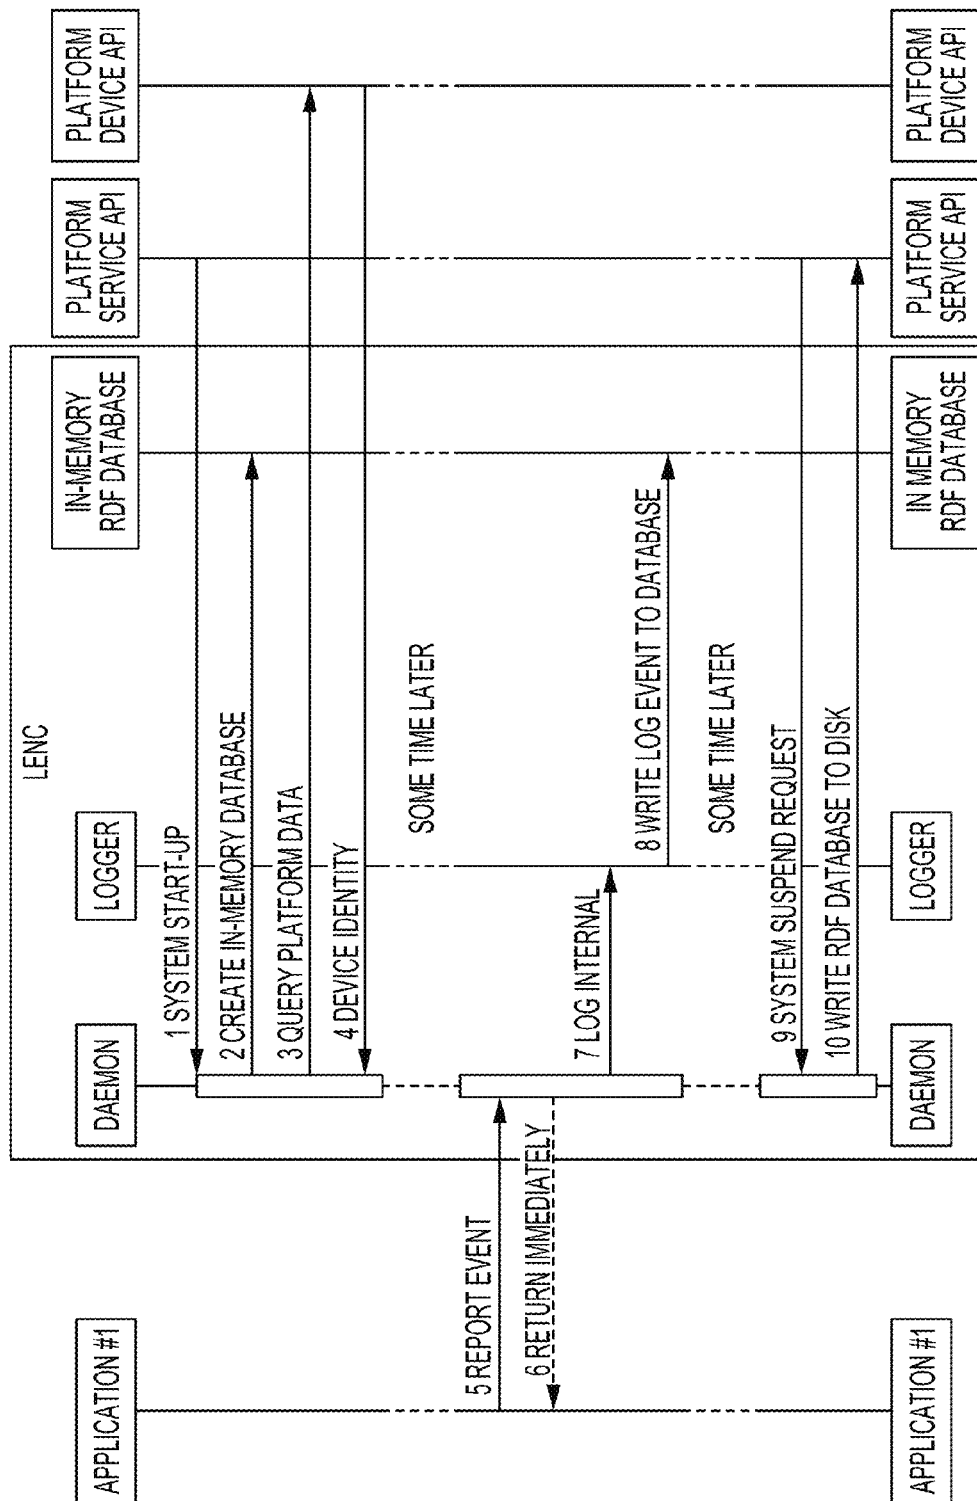 LENC
APPLICATION #1
DAEMON
LOGGER
IN-MEMORY
RDF DATABASE
PLATFORM
SERVICE API
PLATFORM
DEVICE API
1 SYSTEM START-UP
2 CREATE IN-MEMORY DATABASE
3 QUERY PLATFORM DATA
4 DEVICE IDENTITY
SOME TIME LATER
5 REPORT EVENT
6 RETURN IMMEDIATELY
7 LOG INTERNAL
8 WRITE LOG EVENT TO DATABASE
SOME TIME LATER
9 SYSTEM SUSPEND REQUEST
10 WRITE RDF DATABASE TO DISK
APPLICATION #1
DAEMON
LOGGER
IN MEMORY
RDF DATABASE
PLATFORM
SERVICE API
PLATFORM
DEVICE API